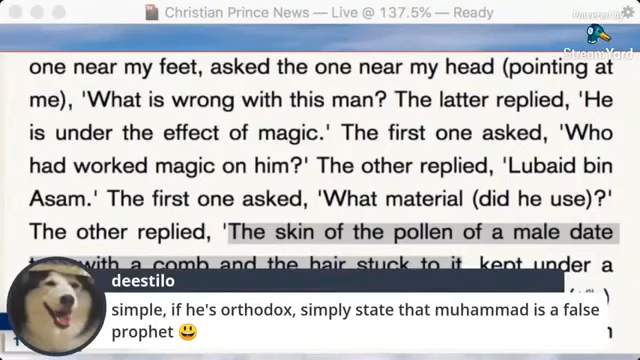 Christian Prince News — Live @ 137.5% — Ready
Powered by
StreamYard
one near my feet, asked the one near my head (pointing at
me), 'What is wrong with this man? The latter replied, 'He
is under the effect of magic.' The first one asked, 'Who
had worked magic on him?' The other replied, 'Lubaid bin
Asam.' The first one asked, 'What material (did he use)?'
The other replied, 'The skin of the pollen of a male date
with a comb and the hair stuck to it, kept under a
deestilo
simple, if he's orthodox, simply state that muhammad is a false
prophet 😃